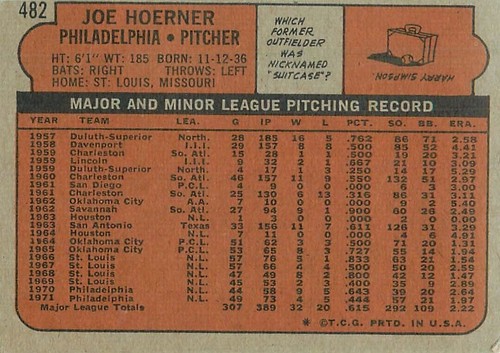 482
JOE HOERNER
PHILADELPHIA • PITCHER
HT: 6'1" WT: 185 BORN: 11-12-36
BATS: RIGHT THROWS: LEFT
HOME: ST. LOUIS, MISSOURI
WHICH
FORMER
OUTFIELDER
WAS
NICKNAMED
"SUITCASE"?
HARRY SIMPSON
MAJOR AND MINOR LEAGUE PITCHING RECORD
YEAR TEAM LEA. G IP W L PCT. SO. BB. ERA.
1957 Duluth-Superior North. 28 185 16 5 .762 86 71 2.58
1958 Davenport I.I.I. 29 157 8 8 .500 85 52 4.41
1959 Charleston So. Atl. 15 28 1 1 .500 19 20 3.21
1959 Lincoln I.I.I. 9 32 2 1 .667 21 10 3.09
1959 Duluth-Superior North. 4 17 1 3 .250 14 17 5.29
1960 Charleston So. Atl. 46 157 11 9 .550 132 51 2.97
1961 San Diego P.C.L. 4 9 0 1 .000 6 3 3.00
1961 Charleston So. Atl. 25 130 6 13 .316 86 31 3.11
1962 Oklahoma City A.A. 7 10 0 0 .000 9 2 5.40
1962 Savannah So. Atl. 27 94 9 1 .900 60 26 2.49
1963 Houston N.L. 1 3 0 0 .000 2 0 0.00
1963 San Antonio Texas 33 156 11 7 .611 126 31 3.29
1964 Houston N.L. 7 11 0 0 .000 4 6 4.91
1964 Oklahoma City P.C.L. 51 62 3 3 .500 71 20 1.31
1965 Oklahoma City P.C.L. 53 65 8 3 .727 55 14 1.94
1966 St. Louis N.L. 57 76 5 1 .833 63 21 1.54
1967 St. Louis N.L. 57 66 4 4 .500 50 20 2.59
1968 St. Louis N.L. 47 49 8 2 .800 42 12 1.47
1969 St. Louis N.L. 45 53 2 3 .400 35 9 2.89
1970 Philadelphia N.L. 44 58 9 5 .643 39 20 2.64
1971 Philadelphia N.L. 49 73 4 5 .444 57 21 1.97
Major League Totals 307 389 32 20 .615 292 109 2.22
* ©T.C.G. PRTD. IN U.S.A.